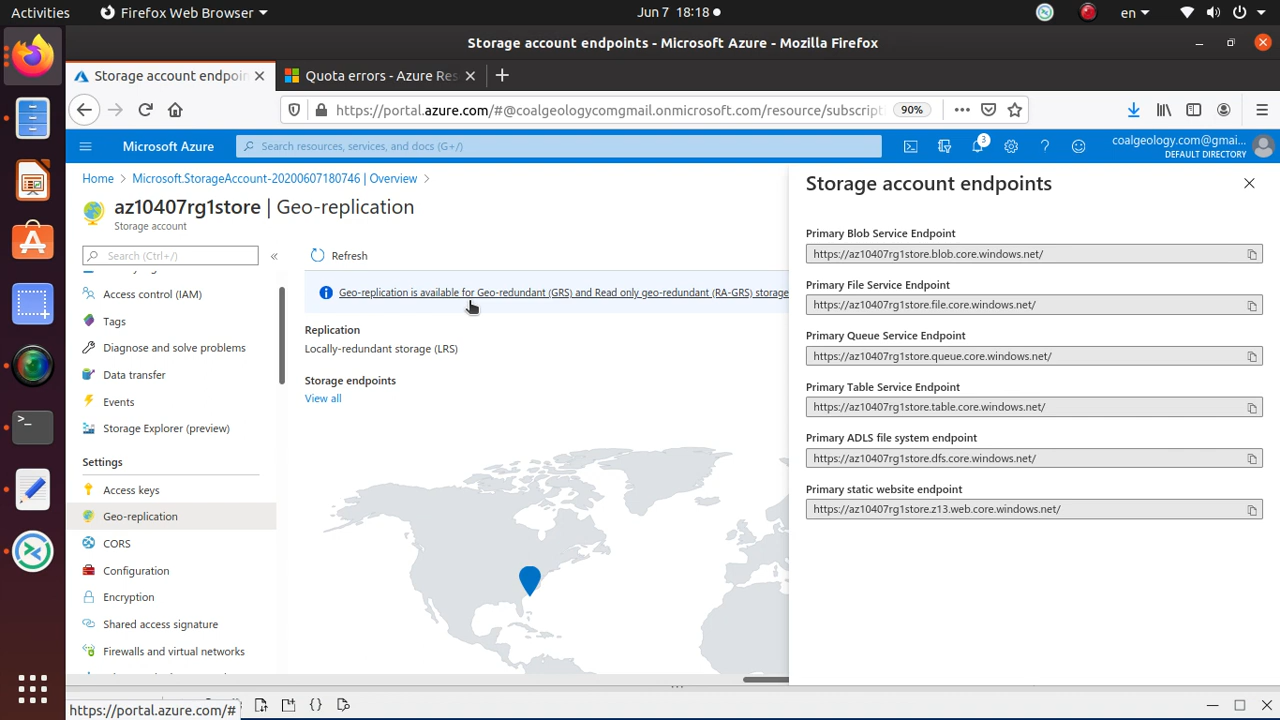 Activities
Firefox Web Browser
Jun 7 18:18
en
Storage account endpoints - Microsoft Azure - Mozilla Firefox
Storage account endpoin
Quota errors - Azure Res
https://portal.azure.com/#@coalgeologycomgmail.onmicrosoft.com/resource/subscript
90%
Microsoft Azure
Search resources, services, and docs (G+/)
3
coalgeology.com@gmai...
DEFAULT DIRECTORY
Home > Microsoft.StorageAccount-20200607180746 | Overview >
az10407rg1store | Geo-replication
Storage account
Search (Ctrl+/)
«
Access control (IAM)
Tags
Diagnose and solve problems
Data transfer
Events
Storage Explorer (preview)
Settings
Access keys
Geo-replication
CORS
Configuration
Encryption
Shared access signature
Firewalls and virtual networks
Refresh
Geo-replication is available for Geo-redundant (GRS) and Read only geo-redundant (RA-GRS) storage
Replication
Locally-redundant storage (LRS)
Storage endpoints
View all
Storage account endpoints
Primary Blob Service Endpoint
https://az10407rg1store.blob.core.windows.net/
Primary File Service Endpoint
https://az10407rg1store.file.core.windows.net/
Primary Queue Service Endpoint
https://az10407rg1store.queue.core.windows.net/
Primary Table Service Endpoint
https://az10407rg1store.table.core.windows.net/
Primary ADLS file system endpoint
https://az10407rg1store.dfs.core.windows.net/
Primary static website endpoint
https://az10407rg1store.z13.web.core.windows.net/
https://portal.azure.com/#